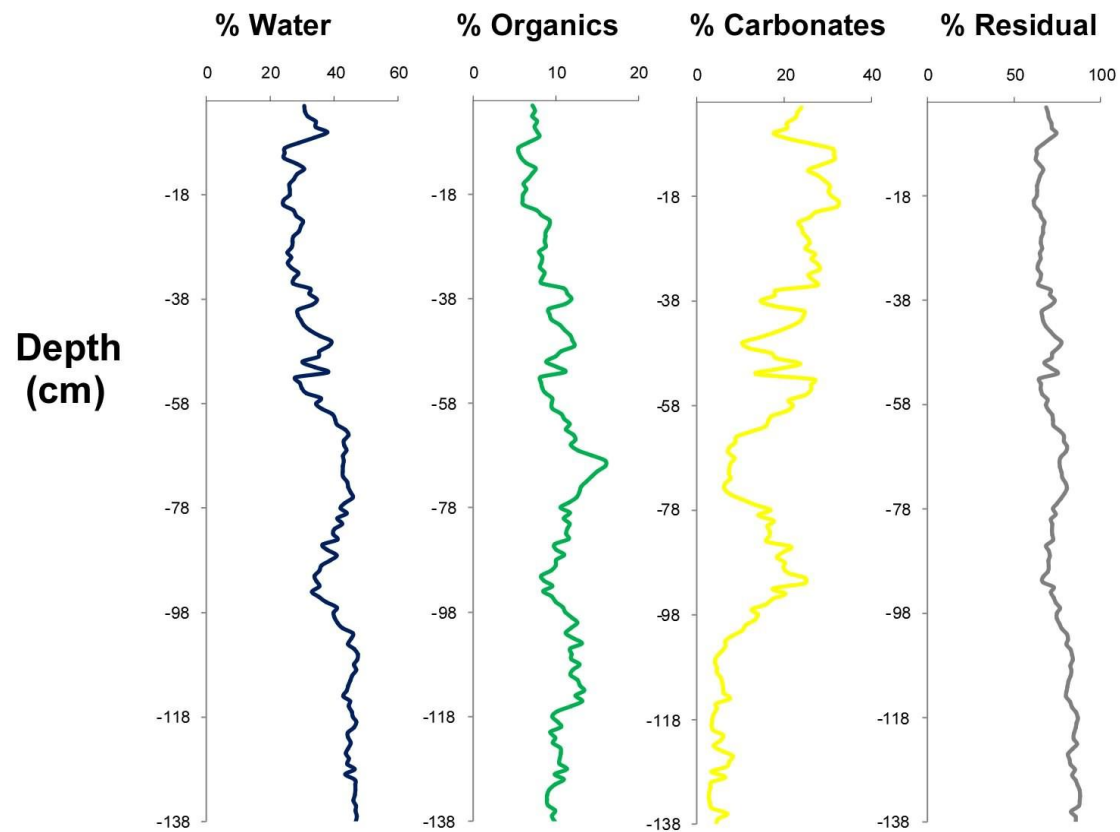 % Water
% Organics
% Carbonates
% Residual
0 20 40 60
0 10 20
0 20 40
0 50 100
-18 -18 -18 -18
-38 -38 -38 -38
Depth
(cm)
-58 -58 -58 -58
-78 -78 -78 -78
-98 -98 -98 -98
-118 -118 -118 -118
-138 -138 -138 -138